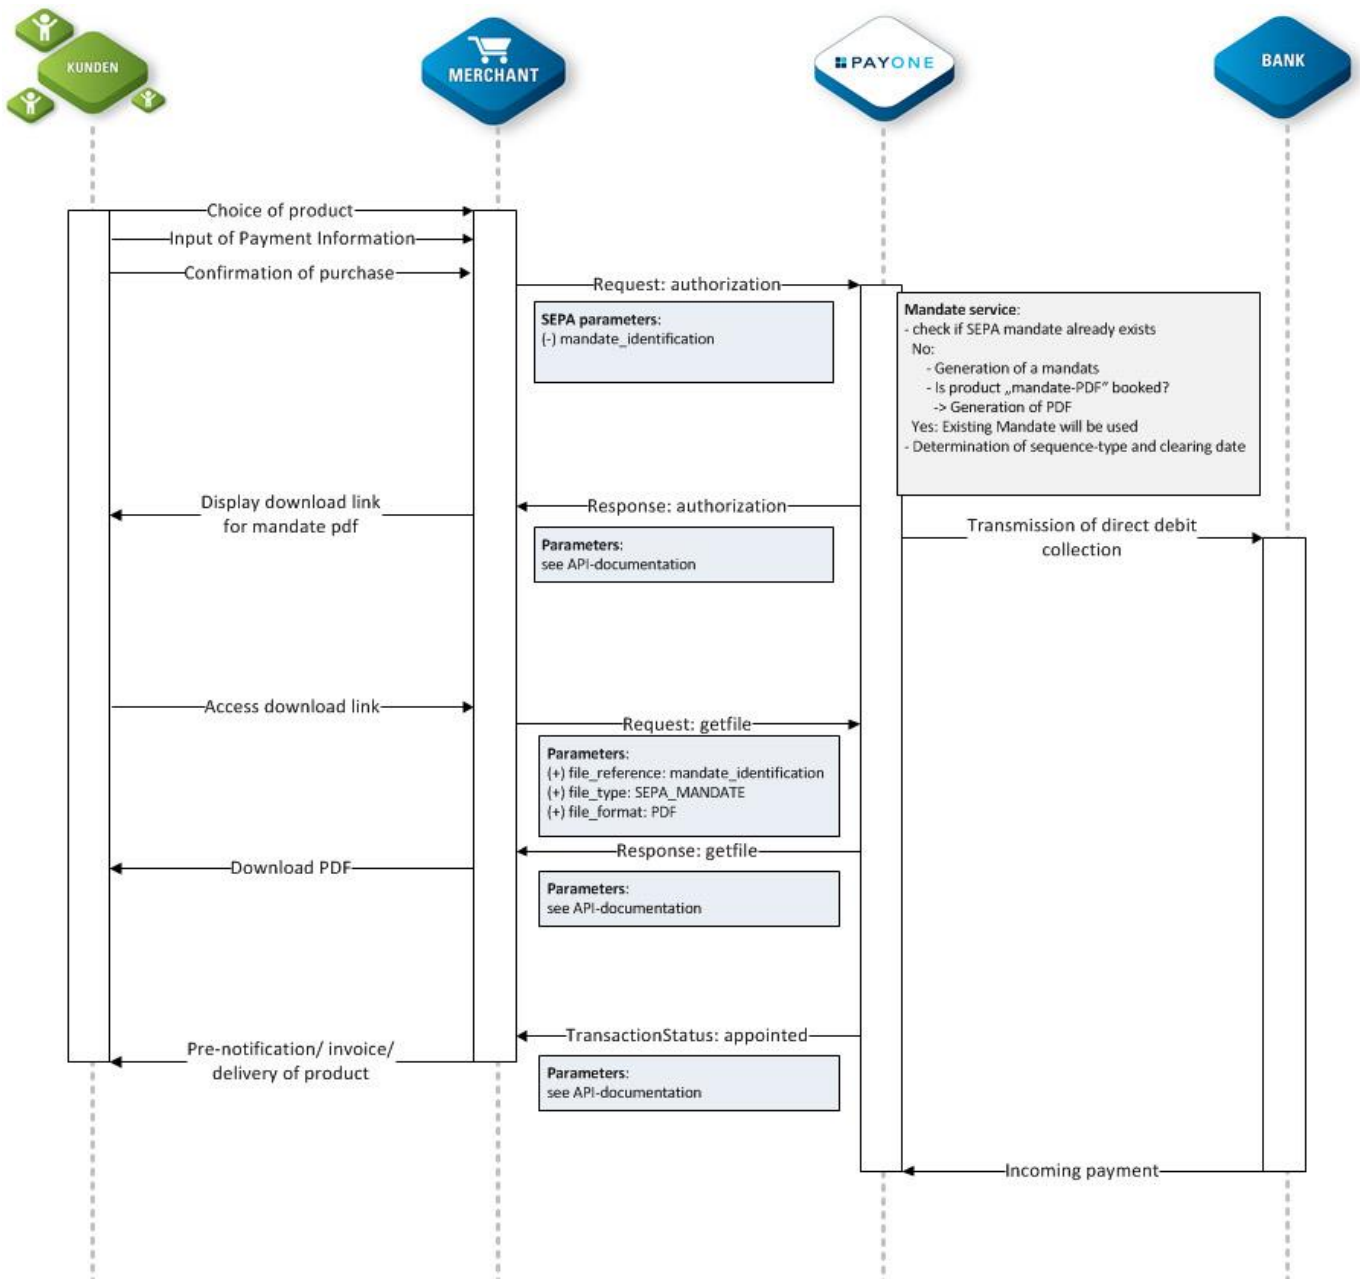 KUNDEN
MERCHANT
PAYONE
BANK
Choice of product
Input of Payment Information
Confirmation of purchase
Request: authorization
SEPA parameters:
(-) mandate_identification
Mandate service:
- check if SEPA mandate already exists
No:
- Generation of a mandats
- Is product „mandate-PDF" booked?
-> Generation of PDF
Yes: Existing Mandate will be used
- Determination of sequence-type and clearing date
Display download link
for mandate pdf
Response: authorization
Parameters:
see API-documentation
Transmission of direct debit
collection
Access download link
Request: getfile
Parameters:
(+) file_reference: mandate_identification
(+) file_type: SEPA_MANDATE
(+) file_format: PDF
Response: getfile
Download PDF
Parameters:
see API-documentation
TransactionStatus: appointed
Pre-notification/ invoice/
delivery of product
Parameters:
see API-documentation
Incoming payment